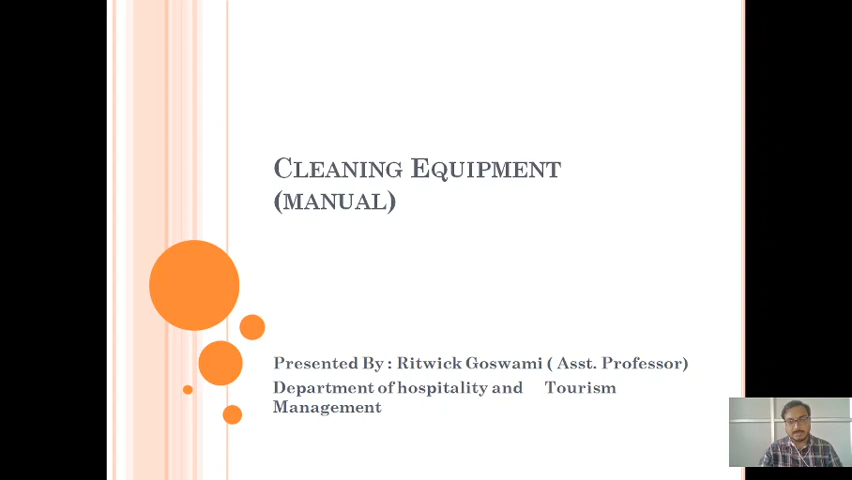 CLEANING EQUIPMENT
(MANUAL)
Presented By : Ritwick Goswami ( Asst. Professor)
Department of hospitality and Tourism
Management